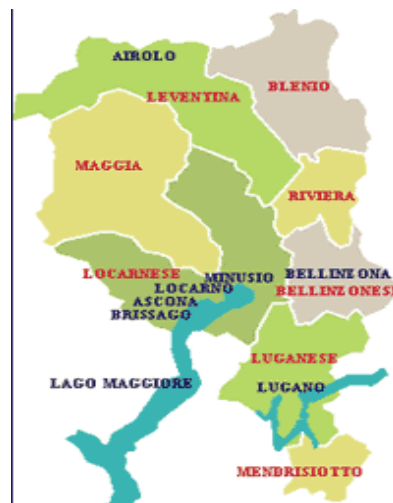 AIROLO
BLENIO
LEVENTINA
MAGGIA
RIVIERA
LOCARNESE
MINUSIO
BELLINZONA
LOCARNO
BELLINZONESE
ASCONA
BRISSAGO
LUGANESE
LAGO MAGGIORE
LUGANO
MENDRISIOTTO